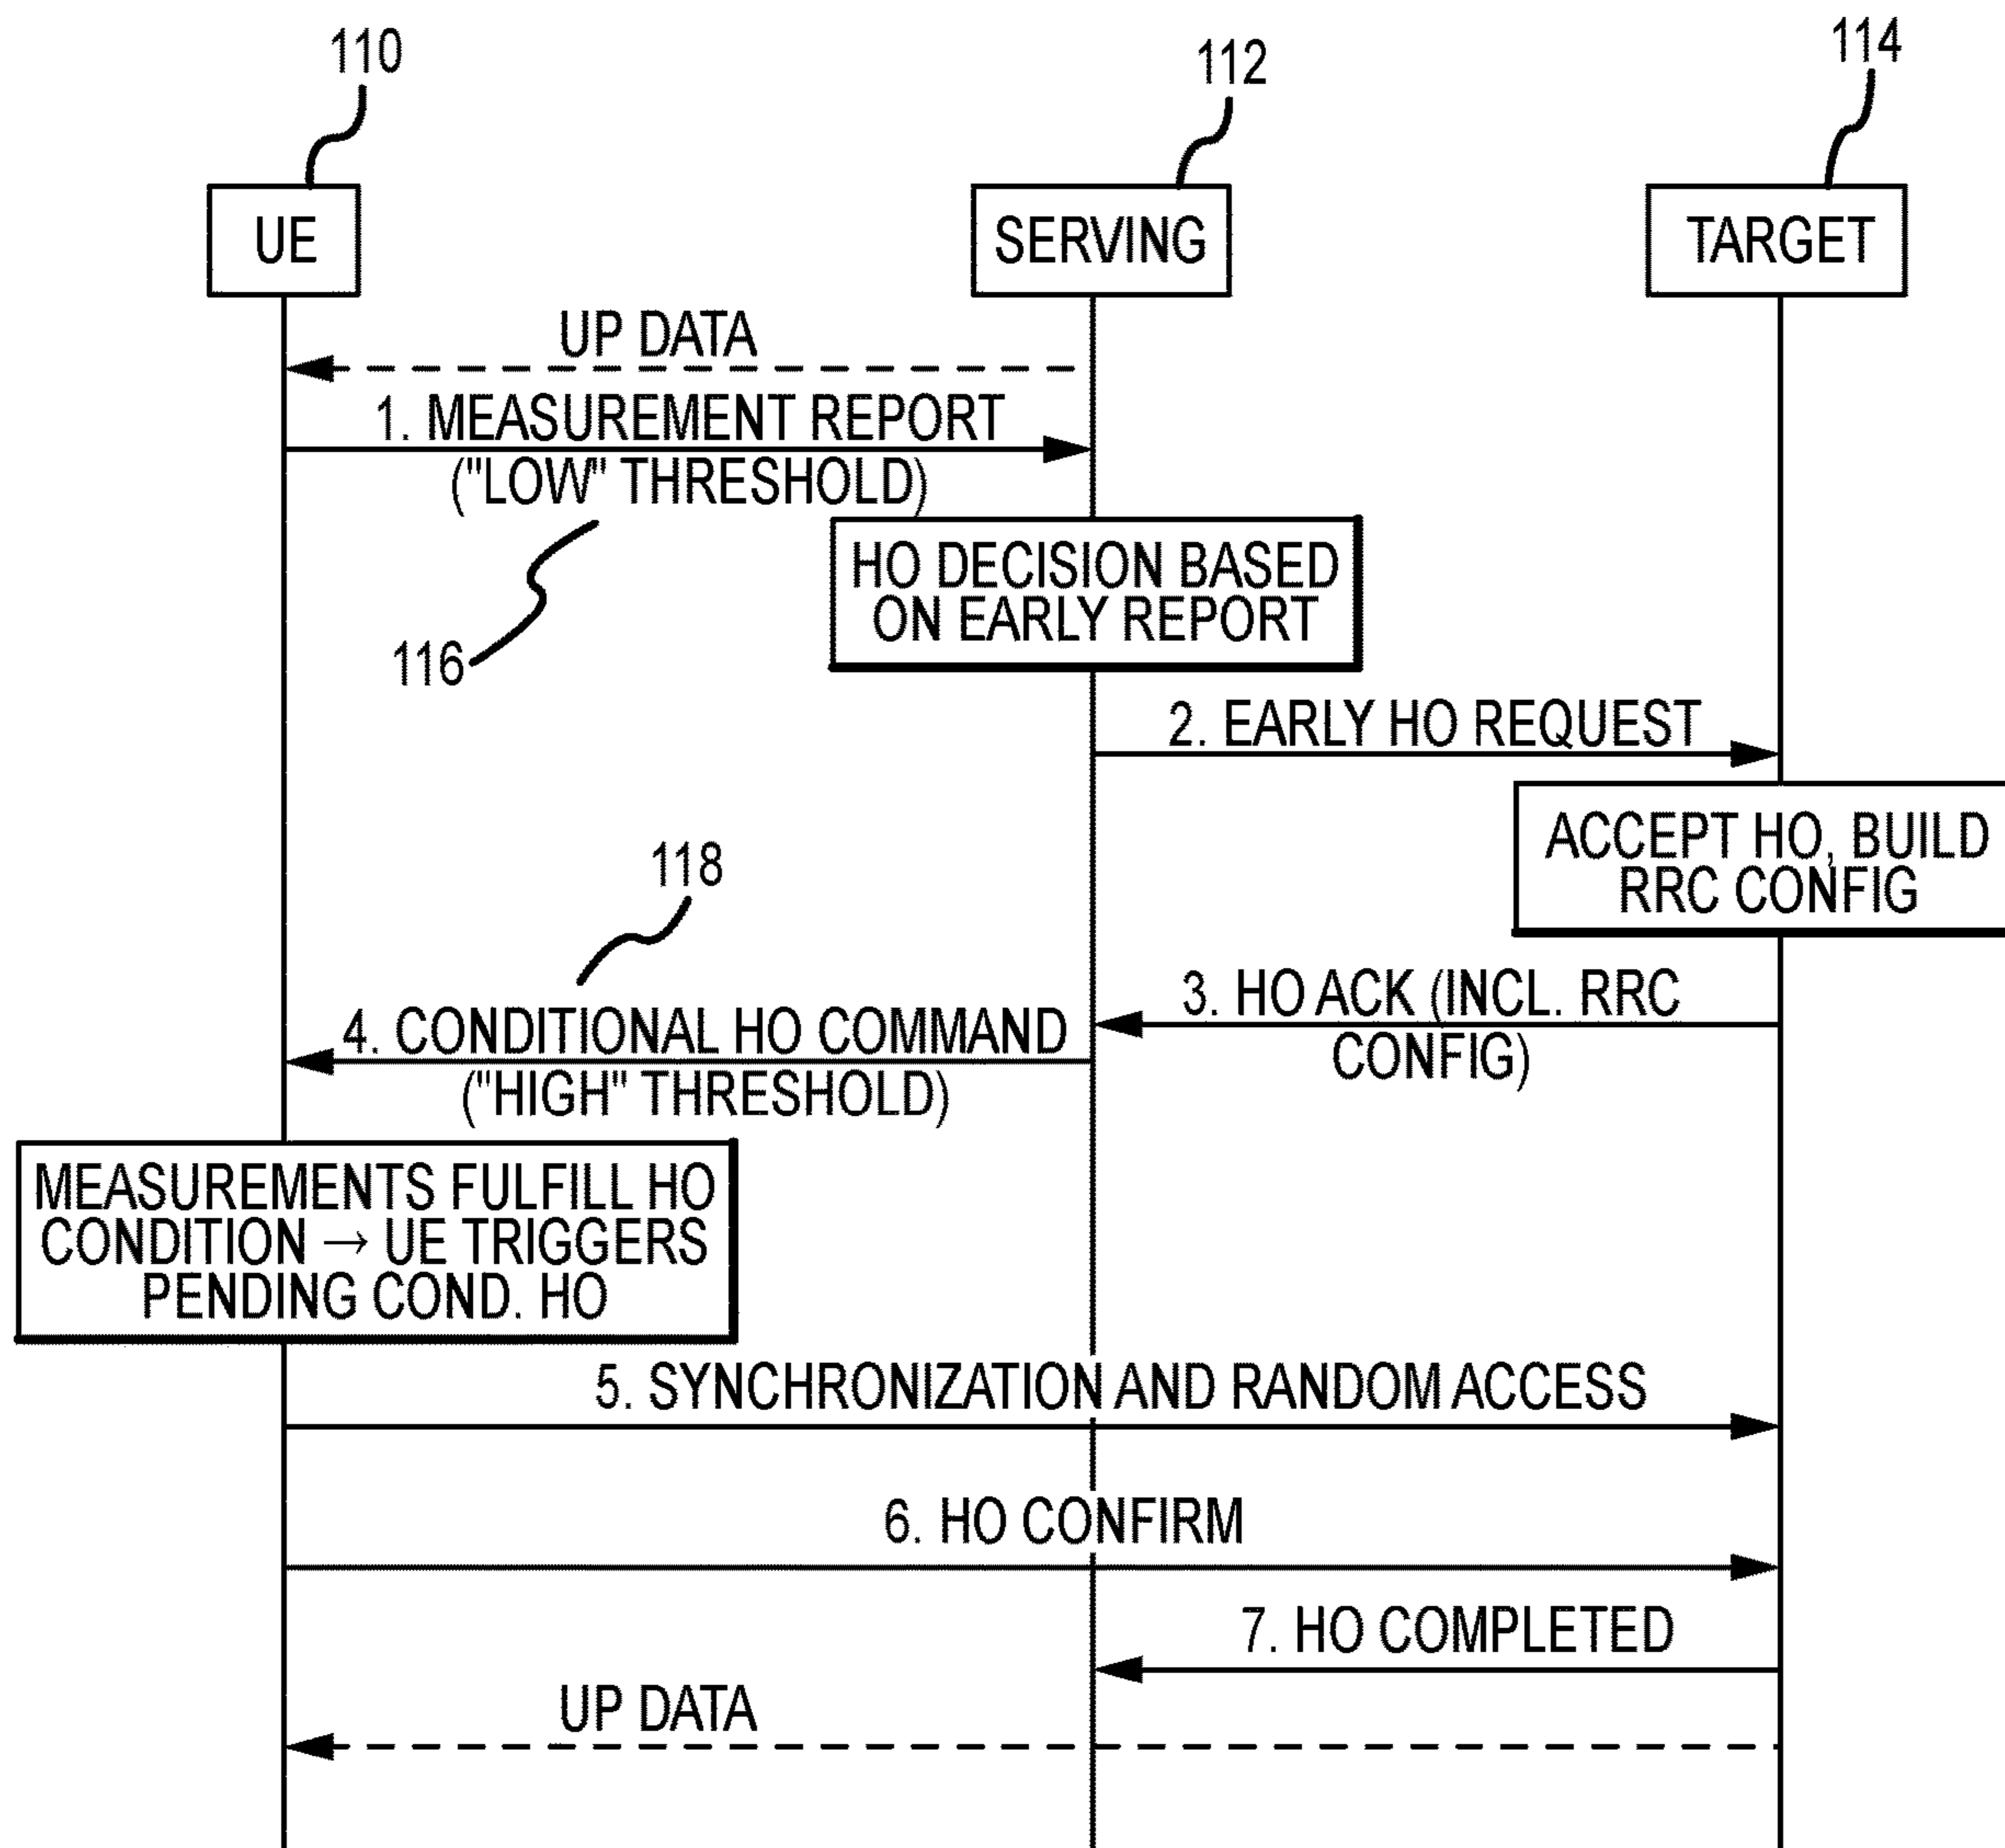 110
112
114
UE
SERVING
TARGET
UP DATA
1. MEASUREMENT REPORT
("LOW" THRESHOLD)
116
HO DECISION BASED
ON EARLY REPORT
2. EARLY HO REQUEST
ACCEPT HO, BUILD
RRC CONFIG
118
3. HO ACK (INCL. RRC
CONFIG)
4. CONDITIONAL HO COMMAND
("HIGH" THRESHOLD)
MEASUREMENTS FULFILL HO
CONDITION → UE TRIGGERS
PENDING COND. HO
5. SYNCHRONIZATION AND RANDOM ACCESS
6. HO CONFIRM
7. HO COMPLETED
UP DATA